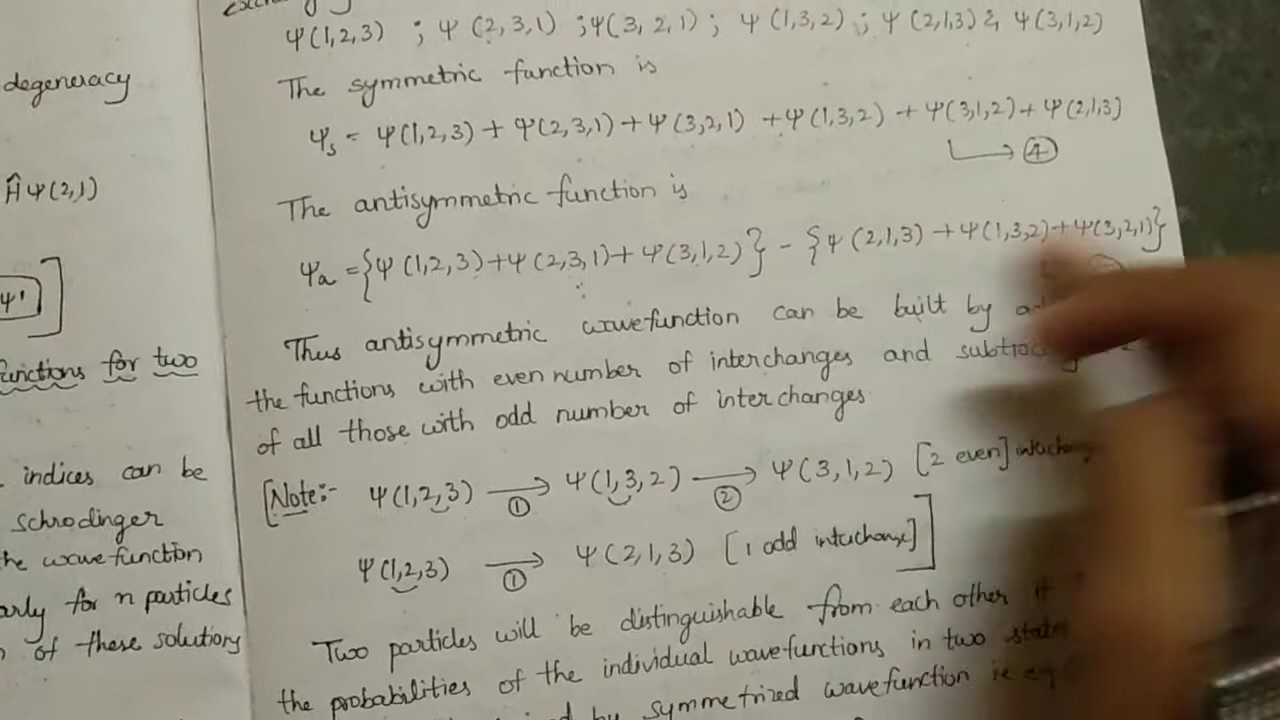 degeneracy
Ĥψ(2,1)
ψ'
functions for two
indices can be
Schrodinger
the wavefunction
for n particles
of these solutions
ψ(1,2,3) ; ψ(2,3,1) ; ψ(3,2,1) ; ψ(1,3,2) ; ψ(2,1,3) & ψ(3,1,2)
The symmetric function is
ψs = ψ(1,2,3) + ψ(2,3,1) + ψ(3,2,1) + ψ(1,3,2) + ψ(3,1,2) + ψ(2,1,3)
→ ④
The antisymmetric function is
ψa = {ψ(1,2,3) + ψ(2,3,1) + ψ(3,1,2)} - {ψ(2,1,3) + ψ(1,3,2) + ψ(3,2,1)}
Thus antisymmetric wavefunction can be built by
the functions with even number of interchanges and
of all those with odd number of interchanges.
[Note:- ψ(1,2,3) →① ψ(1,3,2) →② ψ(3,1,2) [2 even]
ψ(1,2,3) →① ψ(2,1,3) [1 odd interchange]]
Two particles will be distinguishable from each other if
the probabilities of the individual wavefunctions in two
by symmetrized wavefunction is